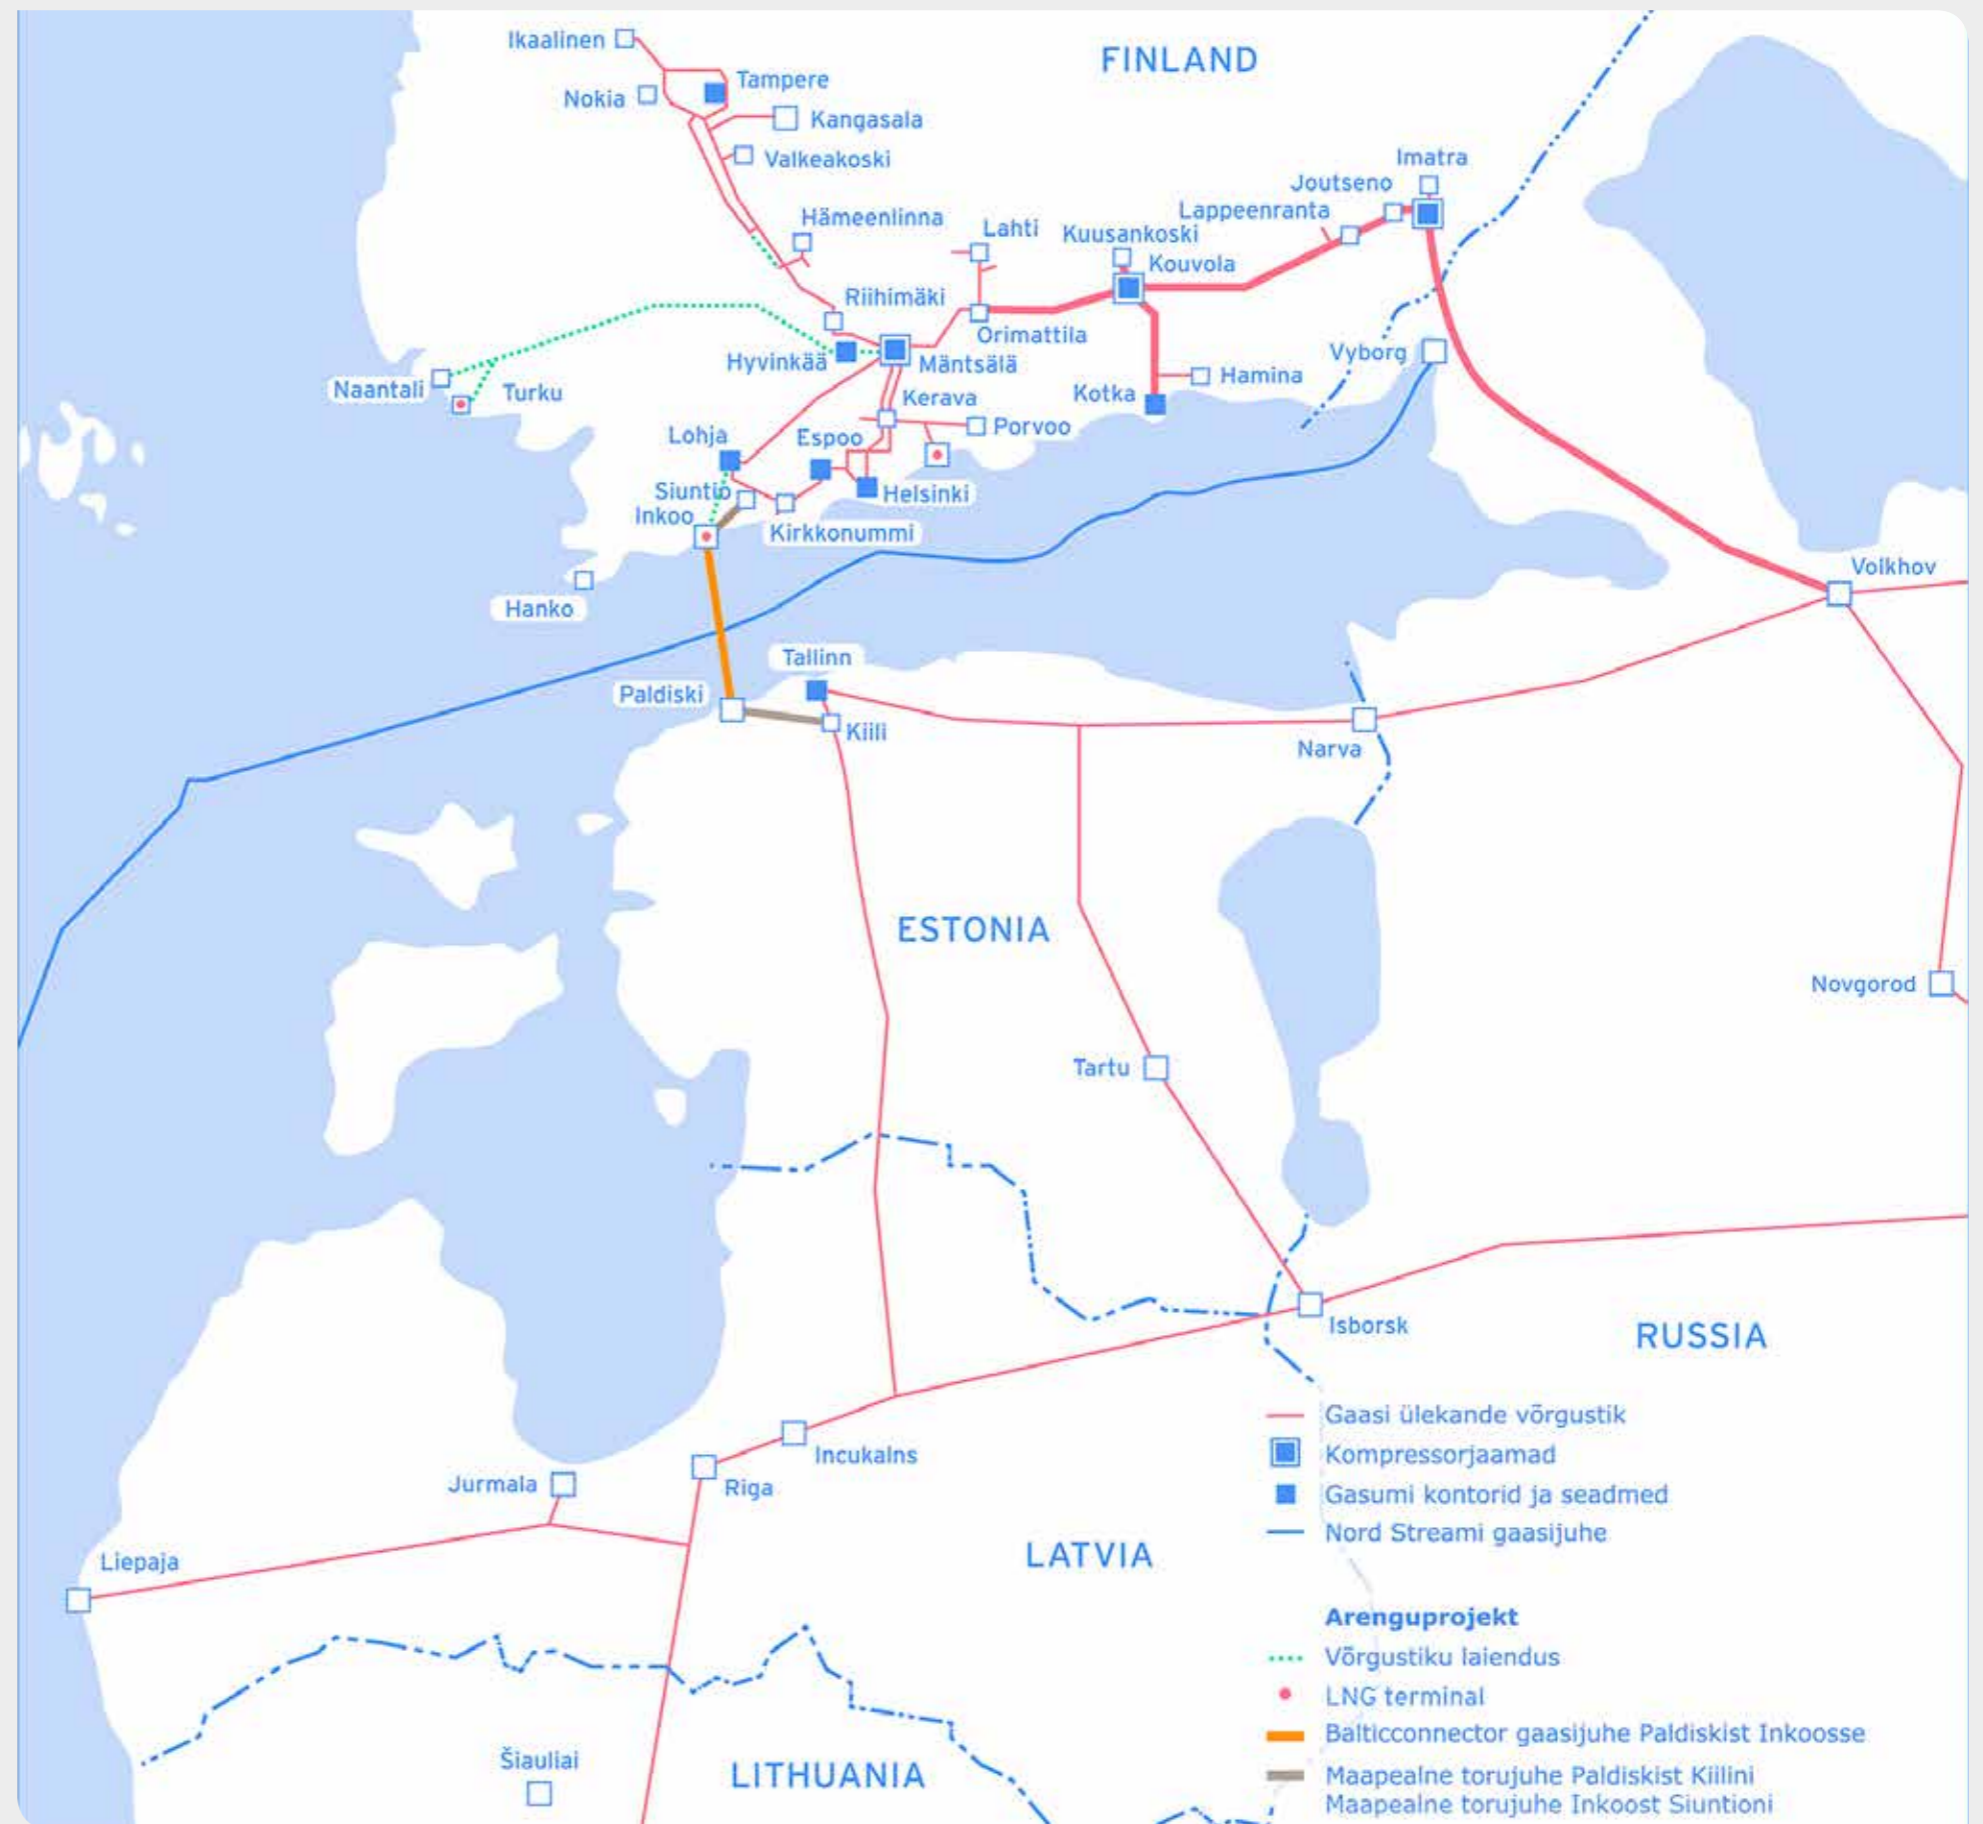 Ikaalinen
FINLAND
Tampere
Nokia
Kangasala
Valkeakoski
Imatra
Joutseno
Lappeenranta
Hämeenlinna
Lahti
Kuusankoski
Kouvola
Riihimäki
Orimattila
Hyvinkää
Mäntsälä
Vyborg
Naantali
Turku
Kerava
Kotka
Hamina
Porvoo
Lohja
Espoo
Siuntio
Helsinki
Inkoo
Kirkkonummi
Volkhov
Hanko
Tallinn
Paldiski
Kiili
Narva
ESTONIA
Novgorod
Tartu
Isborsk
RUSSIA
Incukalns
Jurmala
Riga
Liepaja
LATVIA
Šiauliai
LITHUANIA
Gaasi ülekande võrgustik
Kompressorjaamad
Gasumi kontorid ja seadmed
Nord Streami gaasijuhe
Arenguprojekt
Võrgustiku laiendus
LNG terminal
Balticconnector gaasijuhe Paldiskist Inkoosse
Maapealne torujuhe Paldiskist Kiilini
Maapealne torujuhe Inkoost Siuntioni